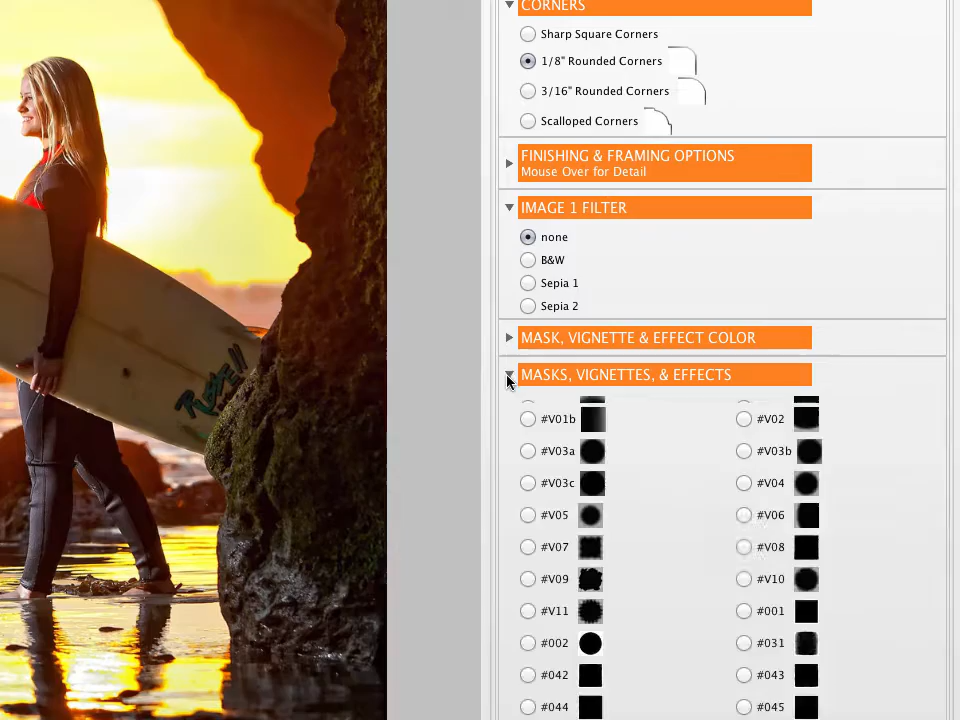 CORNERS
Sharp Square Corners
1/8" Rounded Corners
3/16" Rounded Corners
Scalloped Corners
FINISHING & FRAMING OPTIONS
Mouse Over for Detail
IMAGE 1 FILTER
none
B&W
Sepia 1
Sepia 2
MASK, VIGNETTE & EFFECT COLOR
MASKS, VIGNETTES, & EFFECTS
#V01b #V02
#V03a #V03b
#V03c #V04
#V05 #V06
#V07 #V08
#V09 #V10
#V11 #001
#002 #031
#042 #043
#044 #045